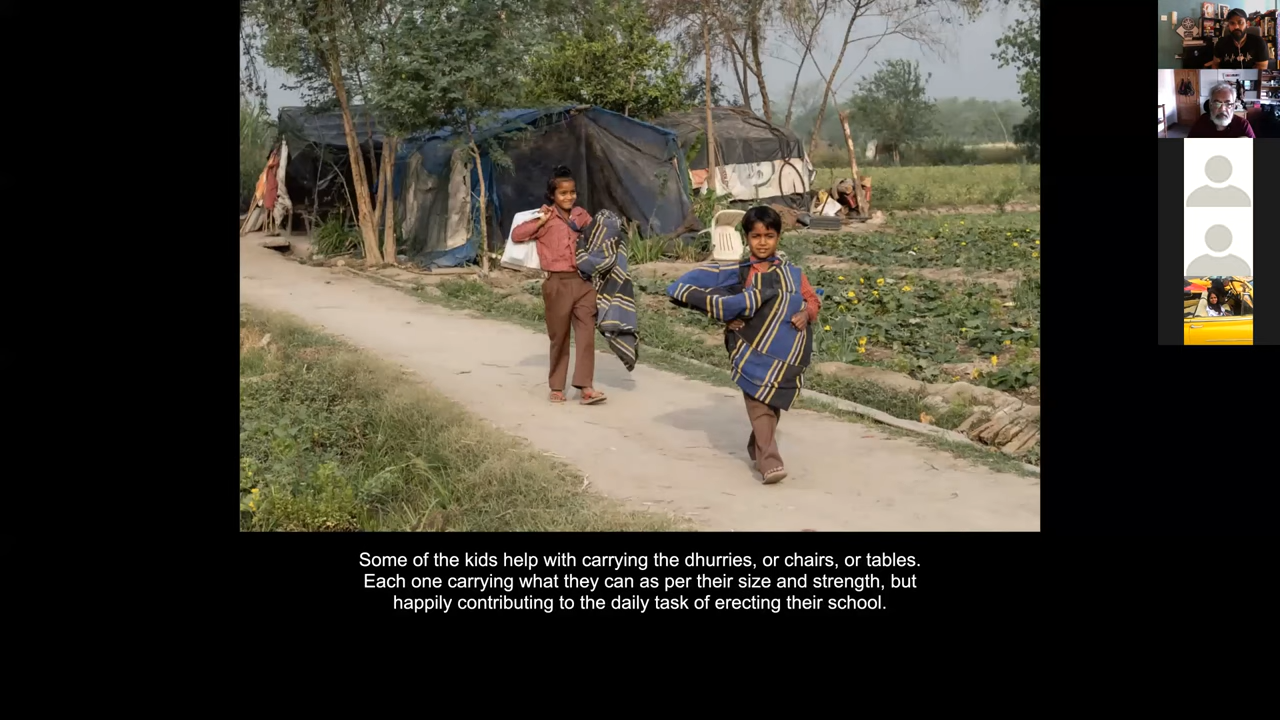 Some of the kids help with carrying the dhurries, or chairs, or tables.
Each one carrying what they can as per their size and strength, but
happily contributing to the daily task of erecting their school.